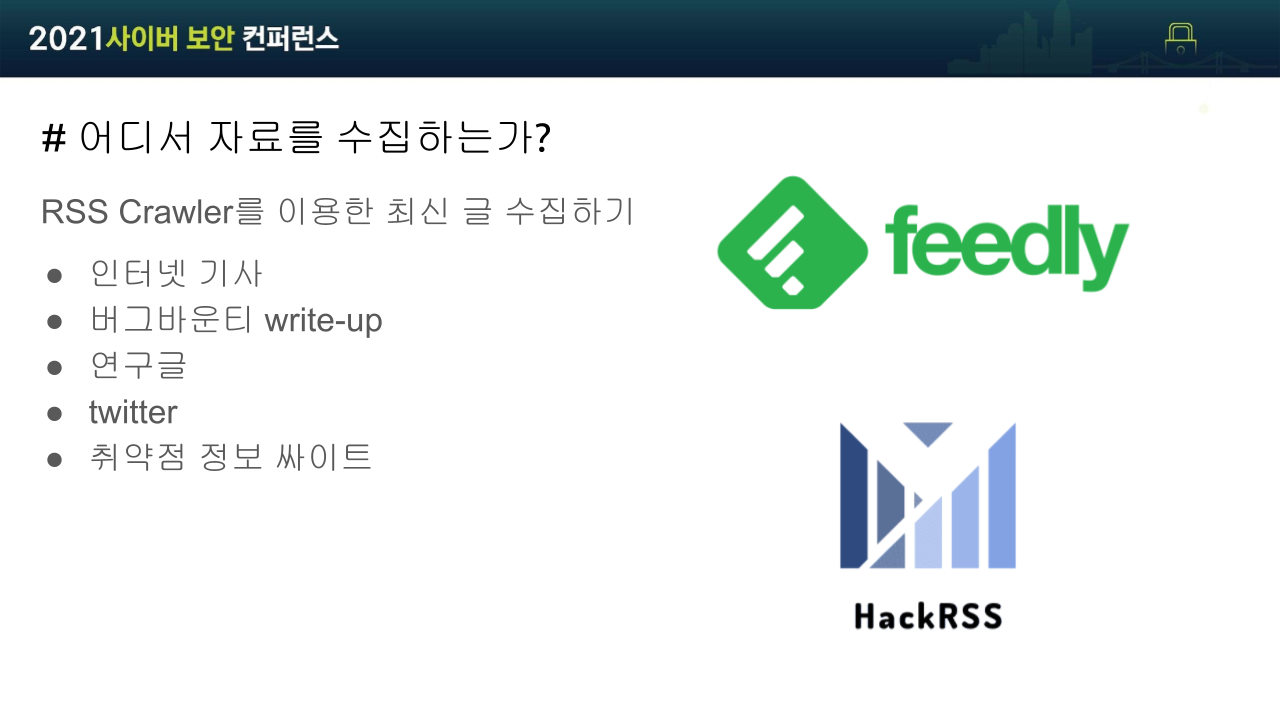 2021사이버 보안 컨퍼런스
# 어디서 자료를 수집하는가?
RSS Crawler를 이용한 최신 글 수집하기
● 인터넷 기사
● 버그바운티 write-up
● 연구글
● twitter
● 취약점 정보 싸이트
feedly
HackRSS